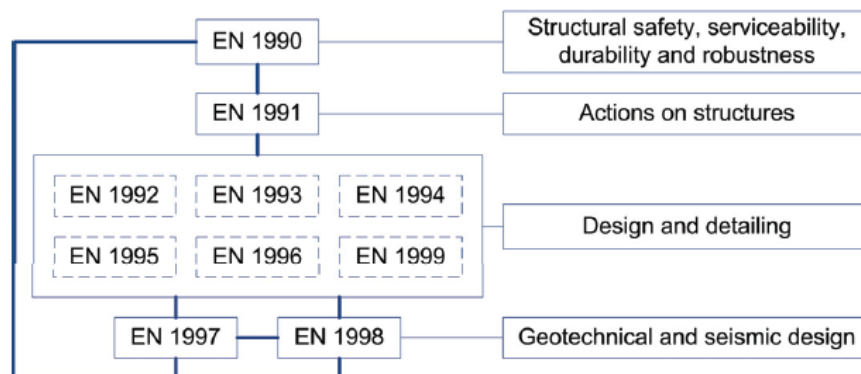 EN 1990
Structural safety, serviceability,
durability and robustness
EN 1991
Actions on structures
EN 1992 EN 1993 EN 1994
Design and detailing
EN 1995 EN 1996 EN 1999
EN 1997 EN 1998
Geotechnical and seismic design